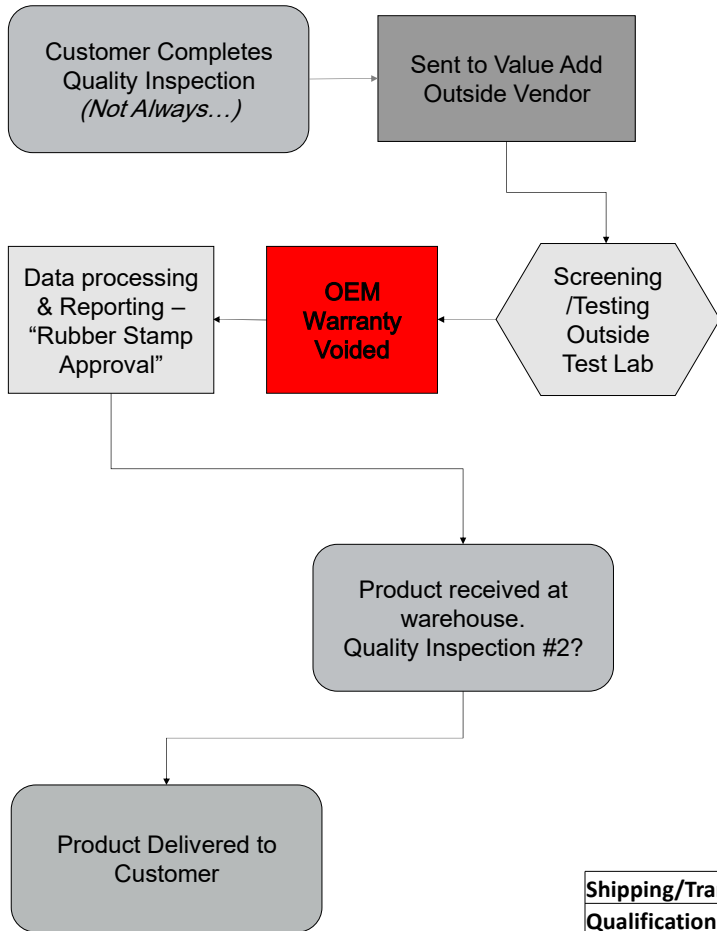 Customer Completes
Quality Inspection
(Not Always…)
Sent to Value Add
Outside Vendor
Screening
/Testing
Outside
Test Lab
OEM
Warranty
Voided
Data processing
& Reporting –
“Rubber Stamp
Approval”
Product received at
warehouse.
Quality Inspection #2?
Product Delivered to
Customer
Qualification